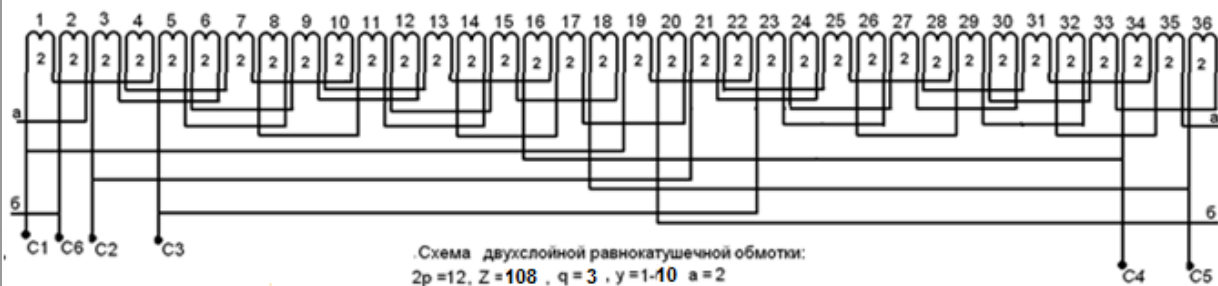 1 2 3 4 5 6 7 8 9 10 11 12 13 14 15 16 17 18 19 20 21 22 23 24 25 26 27 28 29 30 31 32 33 34 35 36
2 2 2 2 2 2 2 2 2 2 2 2 2 2 2 2 2 2 2 2 2 2 2 2 2 2 2 2 2 2 2 2 2 2 2 2
а а
б б
С1 С6 С2 С3 С4 С5
Схема двухслойной равнокатушечной обмотки:
2р =12, Z =108 , q = 3 , у =1-10 а = 2